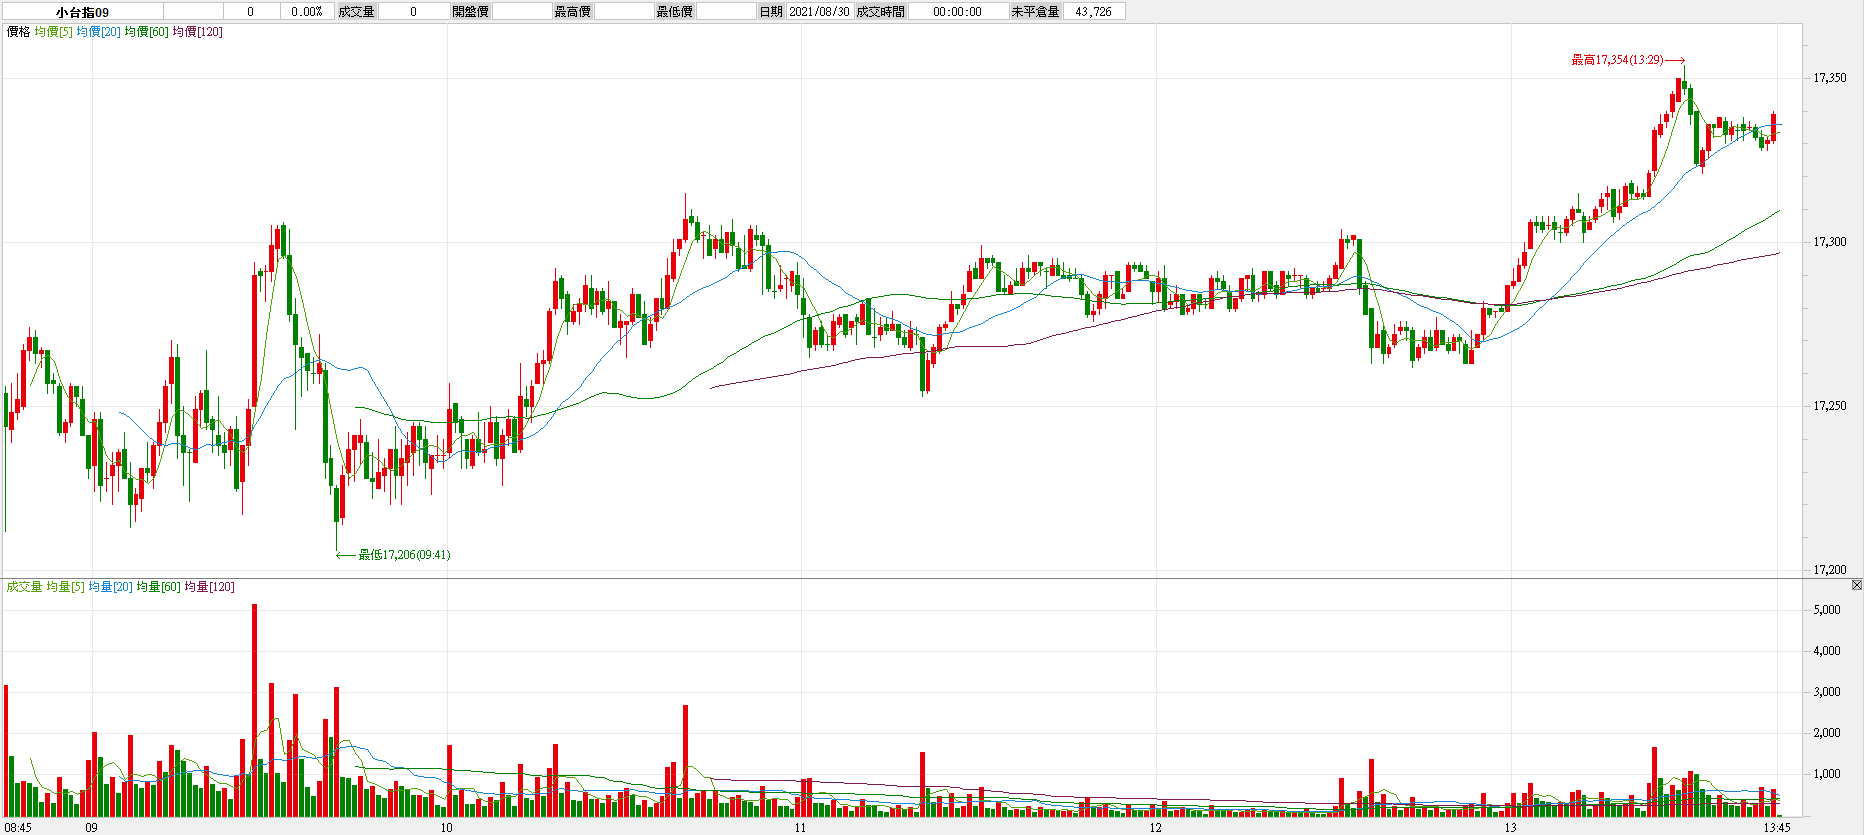 小台指09 0 0.00% 成交量 0 開盤價 最高價 最低價 日期 2021/08/30 成交時間 00:00:00 未平倉量 43,726
價格 均價[5] 均價[20] 均價[60] 均價[120]
最高17,354(13:29)
17,350
17,300
17,250
最低17,206(09:41)
17,200
成交量 均量[5] 均量[20] 均量[60] 均量[120]
5,000
4,000
3,000
2,000
1,000
08:45 09 10 11 12 13 13:45